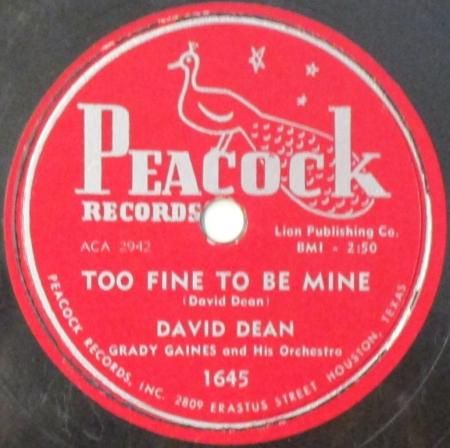 PEACOCK
RECORDS
Lion Publishing Co.
ACA 2942
BMI - 2:50
TOO FINE TO BE MINE
(David Dean)
DAVID DEAN
GRADY GAINES and His Orchestra
1645
PEACOCK RECORDS, INC. 2809 ERASTUS STREET HOUSTON, TEXAS